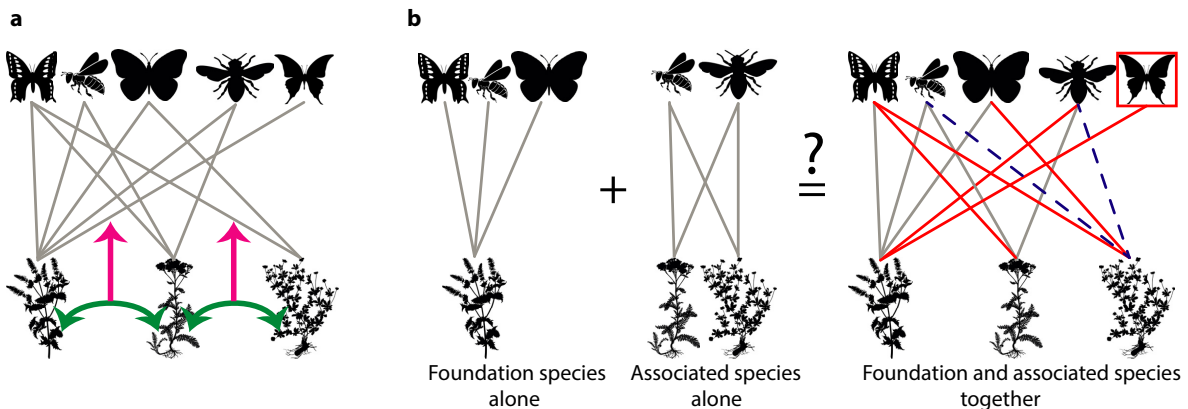 a
b
+
?
=
Foundation species
alone
Associated species
alone
Foundation and associated species
together